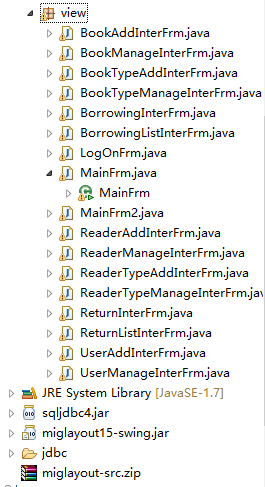 view
BookAddInterFrm.java
BookManageInterFrm.java
BookTypeAddInterFrm.java
BookTypeManageInterFrm.java
BorrowingInterFrm.java
BorrowingListInterFrm.java
LogOnFrm.java
MainFrm.java
MainFrm
MainFrm2.java
ReaderAddInterFrm.java
ReaderManageInterFrm.java
ReaderTypeAddInterFrm.java
ReaderTypeManageInterFrm.jav
ReturnInterFrm.java
ReturnListInterFrm.java
UserAddInterFrm.java
UserManageInterFrm.java
JRE System Library [JavaSE-1.7]
sqljdbc4.jar
miglayout15-swing.jar
jdbc
miglayout-src.zip